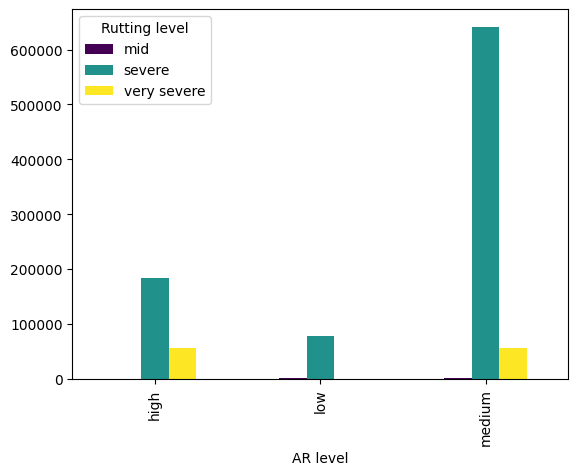 Rutting level
mid
severe
very severe
600000
500000
400000
300000
200000
100000
0
high
low
medium
AR level